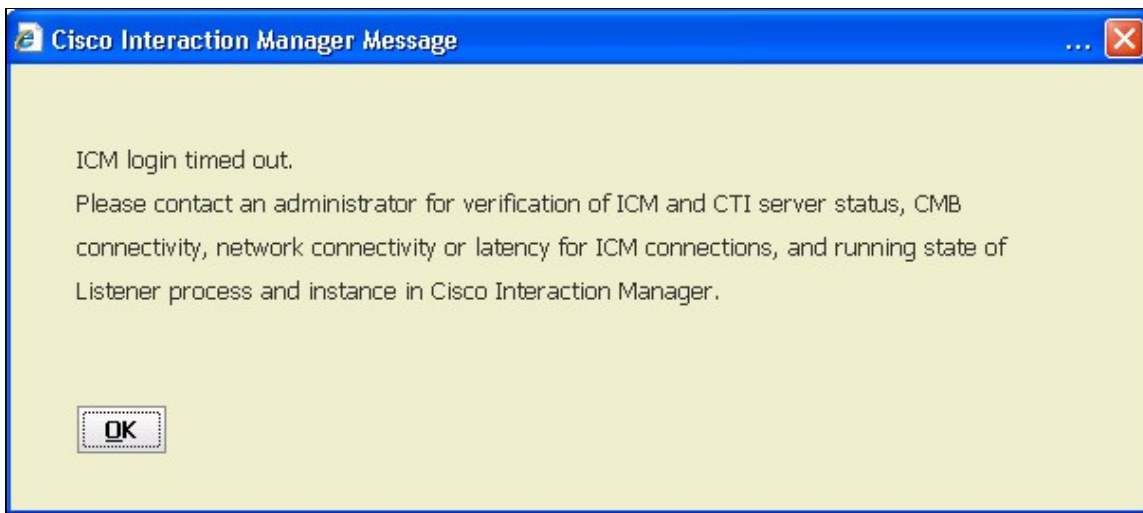 Cisco Interaction Manager Message ...
ICM login timed out.
Please contact an administrator for verification of ICM and CTI server status, CMB
connectivity, network connectivity or latency for ICM connections, and running state of
Listener process and instance in Cisco Interaction Manager.
OK